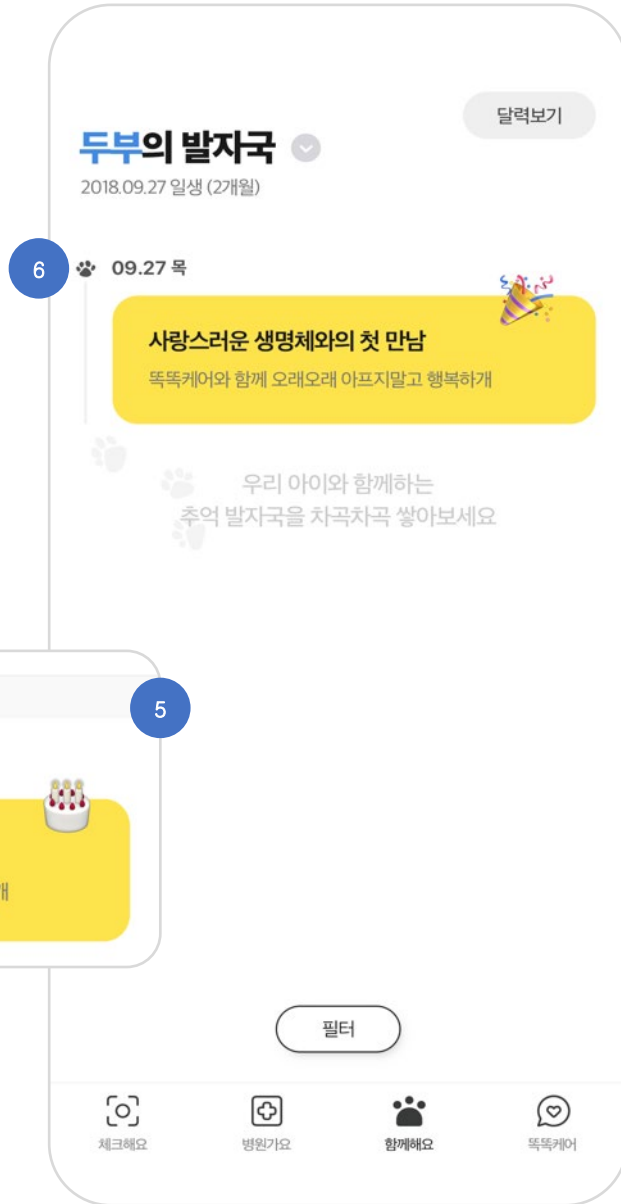 달력보기
두부의 발자국
2018.09.27 일생 (2개월)
6
09.27 목
사랑스러운 생명체와의 첫 만남
똑똑케어와 함께 오래오래 아프지말고 행복하개
우리 아이와 함께하는
추억 발자국을 차곡차곡 쌓아보세요
5
개
필터
체크해요
병원가요
함께해요
똑똑케어